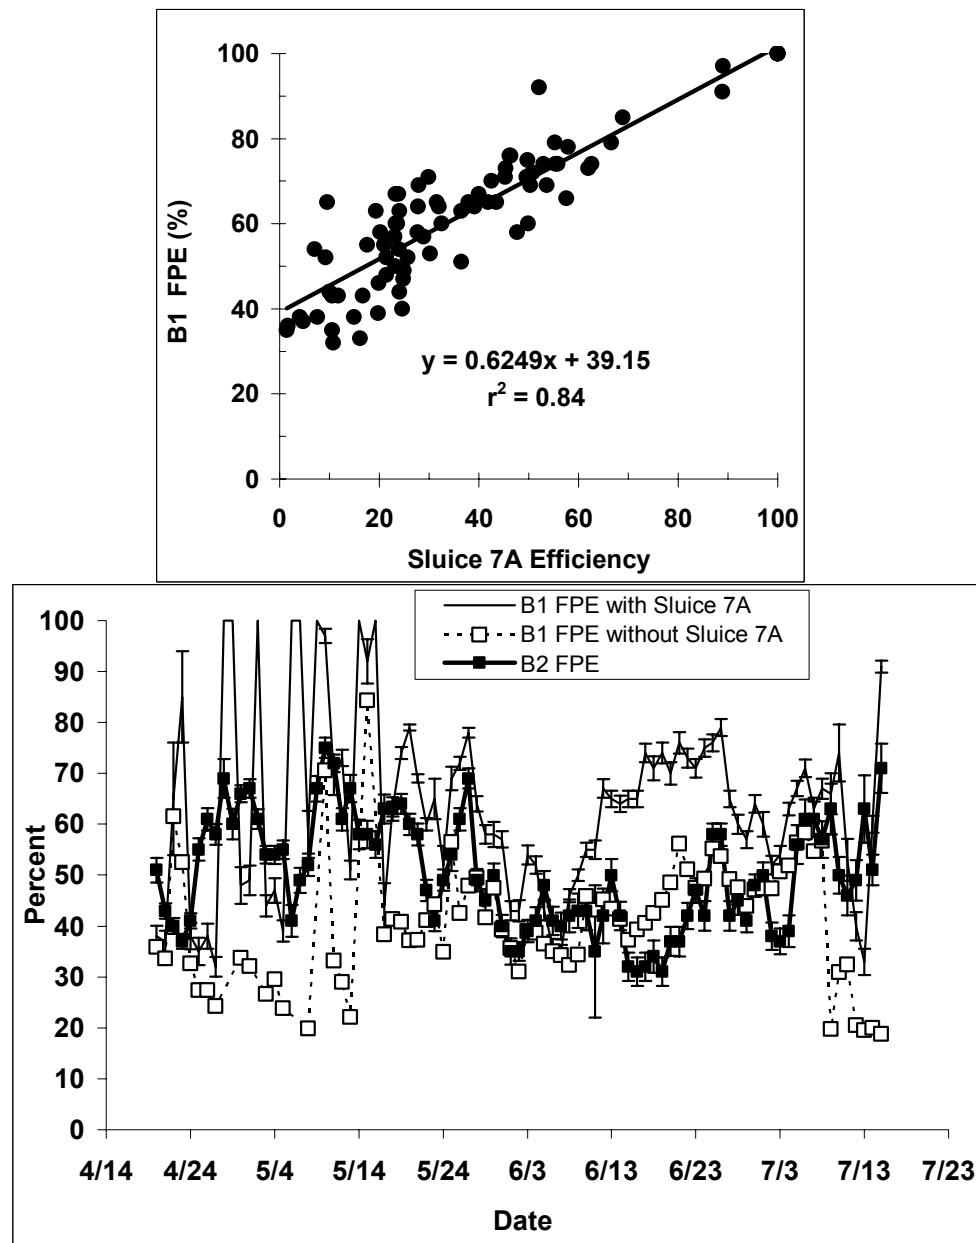 100
80
60
40
20
0
B1 FPE (%)
y = 0.6249x + 39.15
r² = 0.84
0 20 40 60 80 100
Sluice 7A Efficiency
B1 FPE with Sluice 7A
B1 FPE without Sluice 7A
B2 FPE
100
90
80
70
60
50
40
30
20
10
0
Percent
4/14 4/24 5/4 5/14 5/24 6/3 6/13 6/23 7/3 7/13 7/23
Date